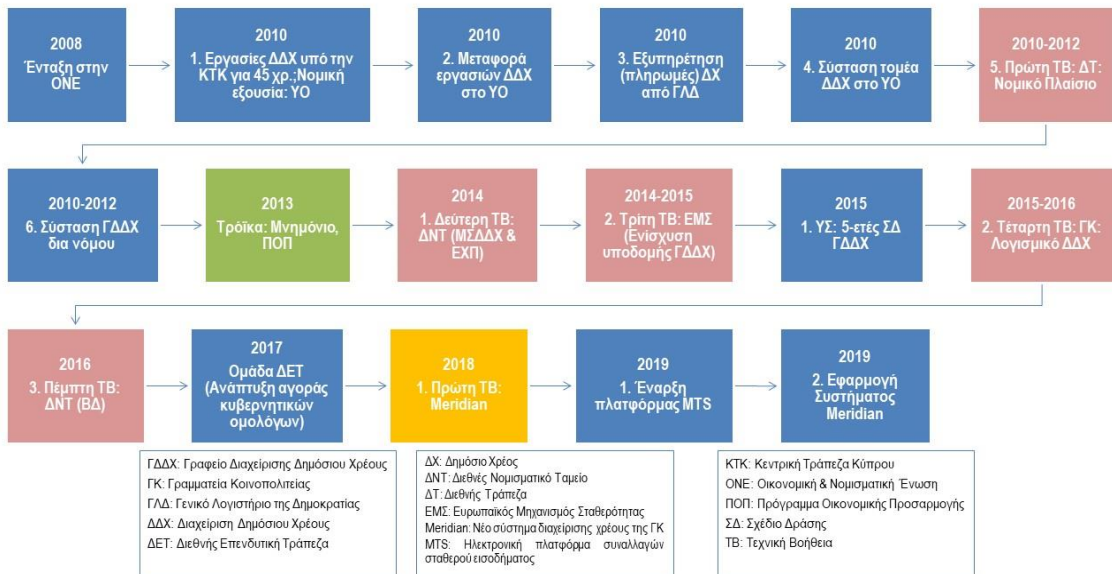 2008
Ένταξη στην
ΟΝΕ
2010
1. Εργασίες ΔΔΧ υπό την
ΚΤΚ για 45 χρ.;Νομική
εξουσία: ΥΟ
2010
2. Μεταφορά
εργασιών ΔΔΧ
στο ΥΟ
2010
3. Εξυπηρέτηση
(πληρωμές) ΔΧ
από ΓΛΔ
2010
4. Σύσταση τομέα
ΔΔΧ στο ΥΟ
2010-2012
5. Πρώτη ΤΒ: ΔΤ:
Νομικό Πλαίσιο
2010-2012
6. Σύσταση ΓΔΔΧ
δια νόμου
2013
Τρόϊκα: Μνημόνιο,
ΠΟΠ
2014
1. Δεύτερη ΤΒ:
ΔΝΤ (ΜΣΔΔΧ &
ΕΧΠ)
2014-2015
2. Τρίτη ΤΒ: ΕΜΣ
(Ενίσχυση
υποδομής ΓΔΔΧ)
2015
1. ΥΣ: 5-ετές ΣΔ
ΓΔΔΧ
2015-2016
2. Τέταρτη ΤΒ: ΓΚ:
Λογισμικό ΔΔΧ
2016
3. Πέμπτη ΤΒ:
ΔΝΤ (ΒΔ)
2017
Ομάδα ΔΕΤ
(Ανάπτυξη αγοράς
κυβερνητικών
ομολόγων)
2018
1. Πρώτη ΤΒ:
Meridian
2019
1. Έναρξη
πλατφόρμας MTS
2019
2. Εφαρμογή
Συστήματος
Meridian
ΓΔΔΧ: Γραφείο Διαχείρισης Δημόσιου Χρέους
ΓΚ: Γραμματεία Κοινοπολιτείας
ΓΛΔ: Γενικό Λογιστήριο της Δημοκρατίας
ΔΔΧ: Διαχείριση Δημόσιου Χρέους
ΔΕΤ: Διεθνής Επενδυτική Τράπεζα
ΔΧ: Δημόσιο Χρέος
ΔΝΤ: Διεθνές Νομισματικό Ταμείο
ΔΤ: Διεθνής Τράπεζα
ΕΜΣ: Ευρωπαϊκός Μηχανισμός Σταθερότητας
Meridian: Νέο σύστημα διαχείρισης χρέους της ΓΚ
MTS: Ηλεκτρονική πλατφόρμα συναλλαγών
σταθερού εισοδήματος
ΚΤΚ: Κεντρική Τράπεζα Κύπρου
ΟΝΕ: Οικονομική & Νομισματική Ένωση
ΠΟΠ: Πρόγραμμα Οικονομικής Προσαρμογής
ΣΔ: Σχέδιο Δράσης
ΤΒ: Τεχνική Βοήθεια